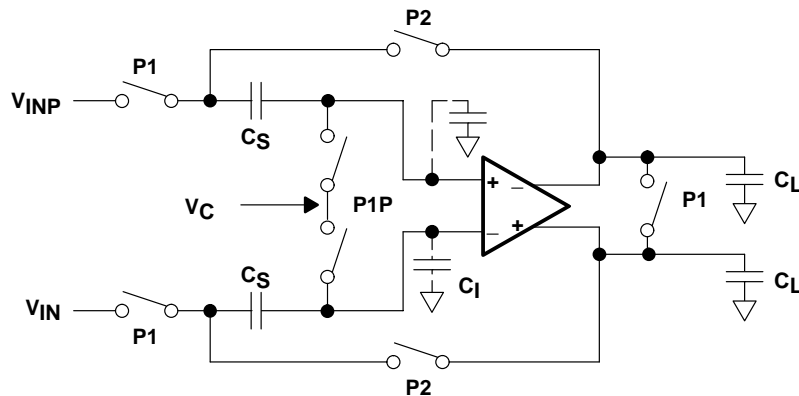 P2
P1
VINP
CS
+
–
VC
P1P
P1
CL
–
+
CS
CI
CL
VIN
P1
P2